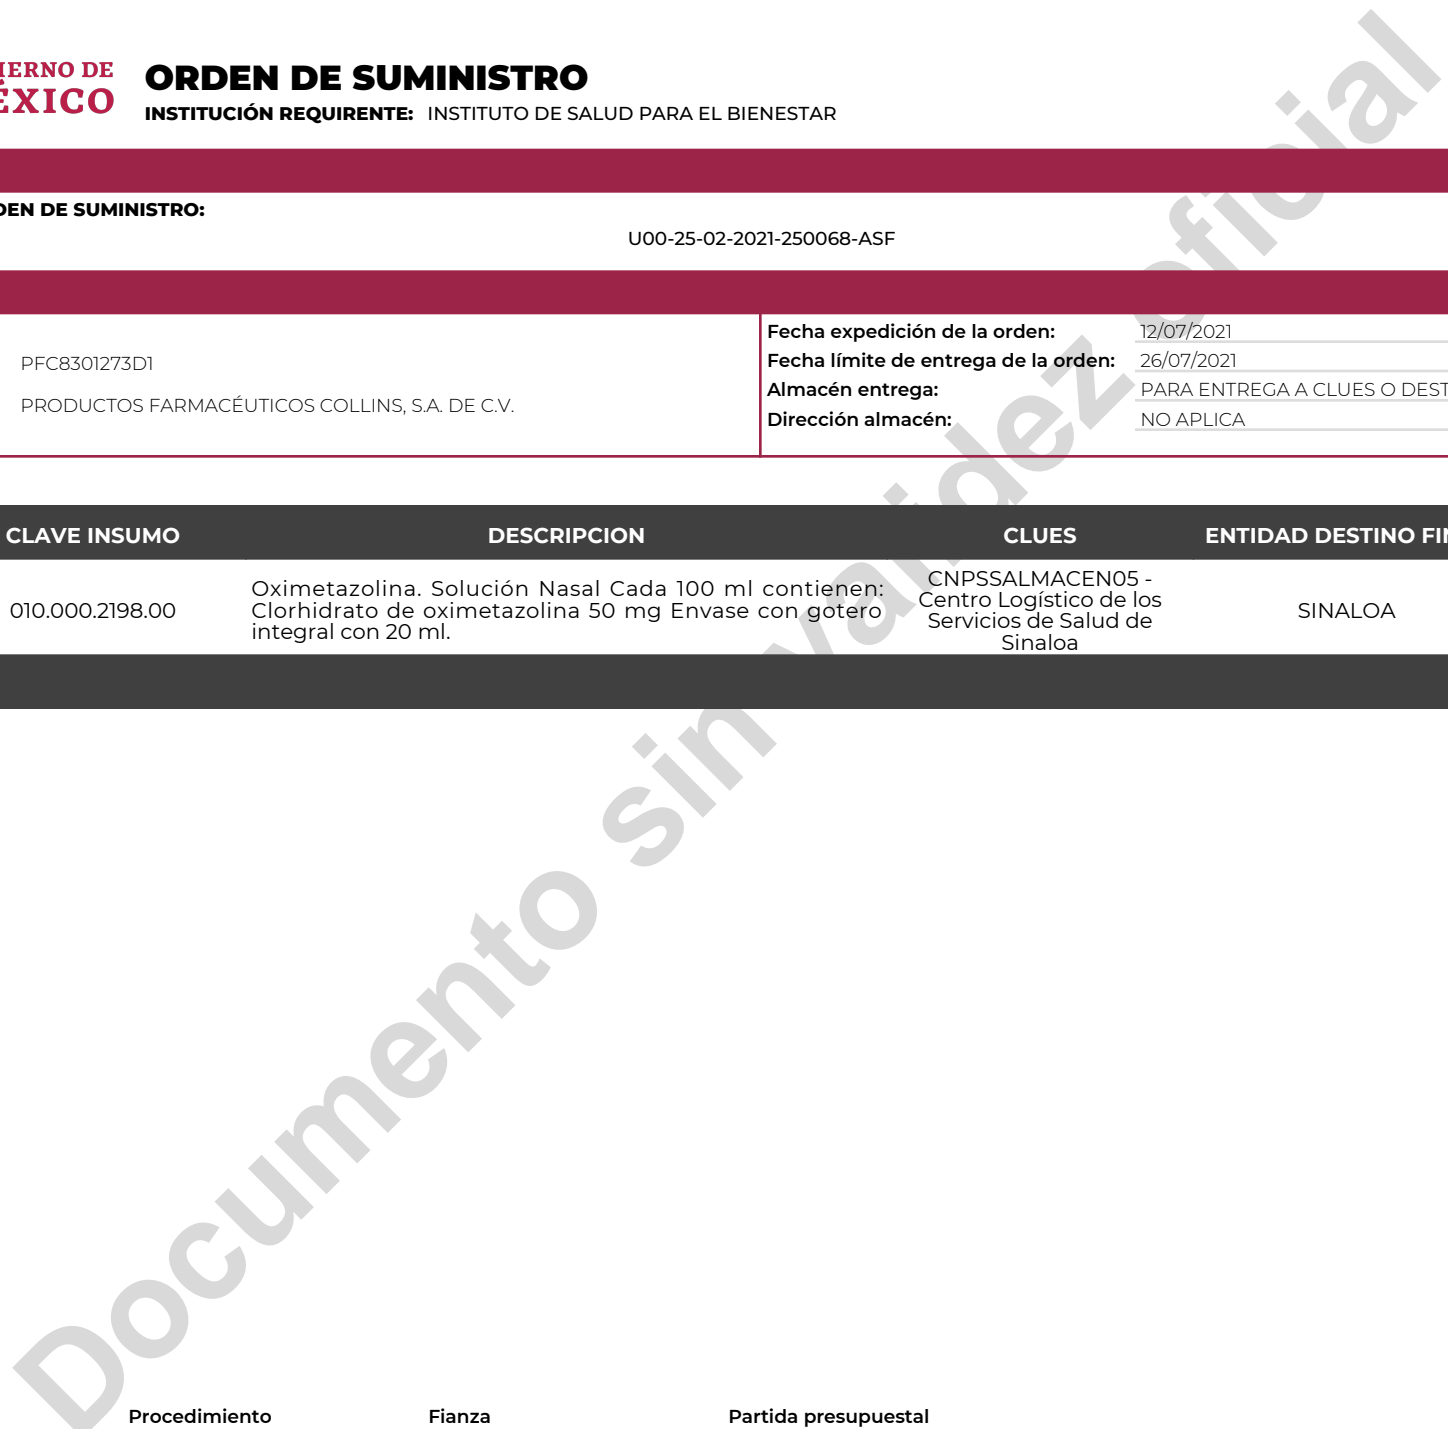 IERNO DE
ÉXICO
ORDEN DE SUMINISTRO
INSTITUCIÓN REQUIRENTE: INSTITUTO DE SALUD PARA EL BIENESTAR
DEN DE SUMINISTRO:
U00-25-02-2021-250068-ASF
PFC8301273D1
PRODUCTOS FARMACÉUTICOS COLLINS, S.A. DE C.V.
Fecha expedición de la orden: 12/07/2021
Fecha límite de entrega de la orden: 26/07/2021
Almacén entrega: PARA ENTREGA A CLUES O DEST
Dirección almacén: NO APLICA
CLAVE INSUMO DESCRIPCION CLUES ENTIDAD DESTINO FIN
010.000.2198.00
Oximetazolina. Solución Nasal Cada 100 ml contienen:
Clorhidrato de oximetazolina 50 mg Envase con gotero
integral con 20 ml.
CNPSSALMACEN05 -
Centro Logístico de los
Servicios de Salud de
Sinaloa
SINALOA
Documento sin validez oficial
Procedimiento Fianza Partida presupuestal